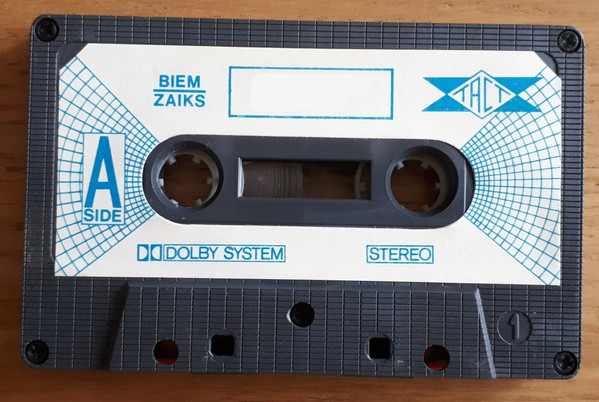 BIEM
ZAIKS
TACT
A
SIDE
DOLBY SYSTEM
STEREO
1